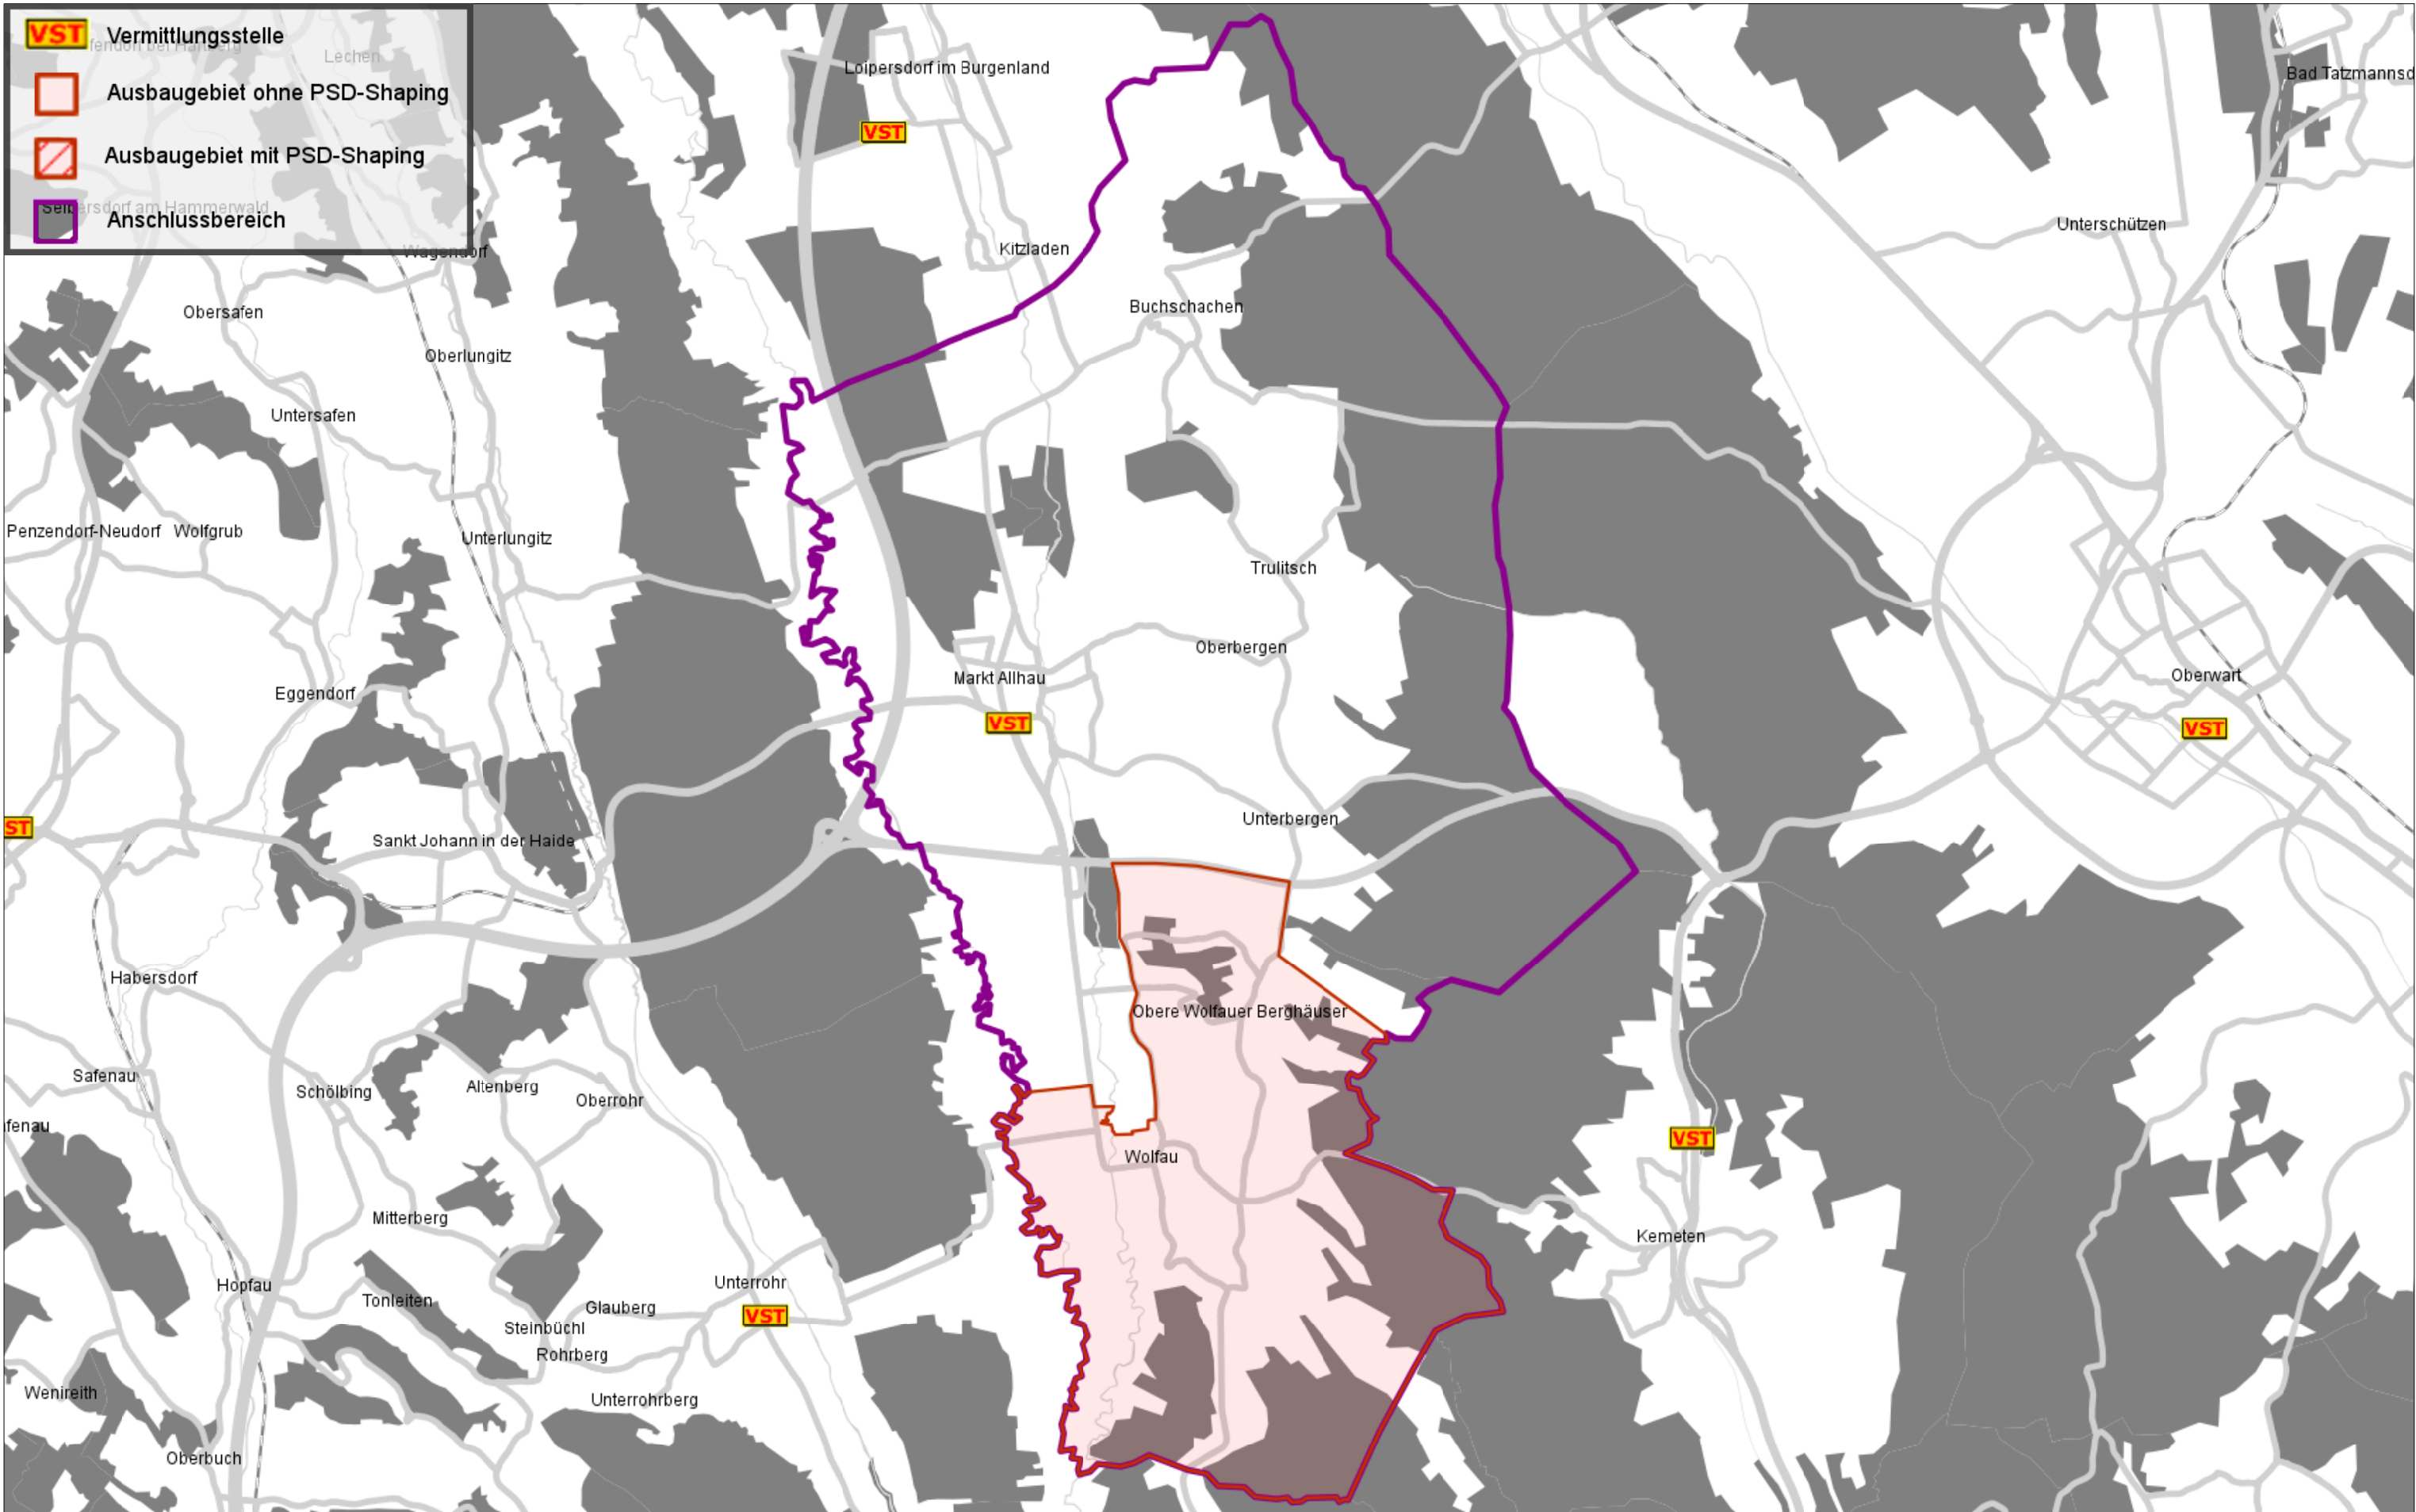 VST Vermittlungsstelle
Ausbaugebiet ohne PSD-Shaping
Ausbaugebiet mit PSD-Shaping
Anschlussbereich
Lechen
Wagendorf
Loipersdorf im Burgenland
VST
Kitzladen
Unterschützen
Obersafen
Buchschachen
Oberlungitz
Untersafen
Penzendorf-Neudorf
Wolfgrub
Unterlungitz
Trulitsch
Oberbergen
Markt Allhau
VST
Oberwart
VST
Eggendorf
Unterbergen
ST
Sankt Johann in der Haide
Habersdorf
Obere Wolfauer Berghäuser
Safenau
Schölbing
Altenberg
Oberrohr
VST
Wolfau
Mitterberg
Kemeten
Hopfau
Unterrohr
Tonleiten
Glauberg
VST
Steinbüchl
Rohrberg
Wenireith
Unterrohrberg
Oberbuch